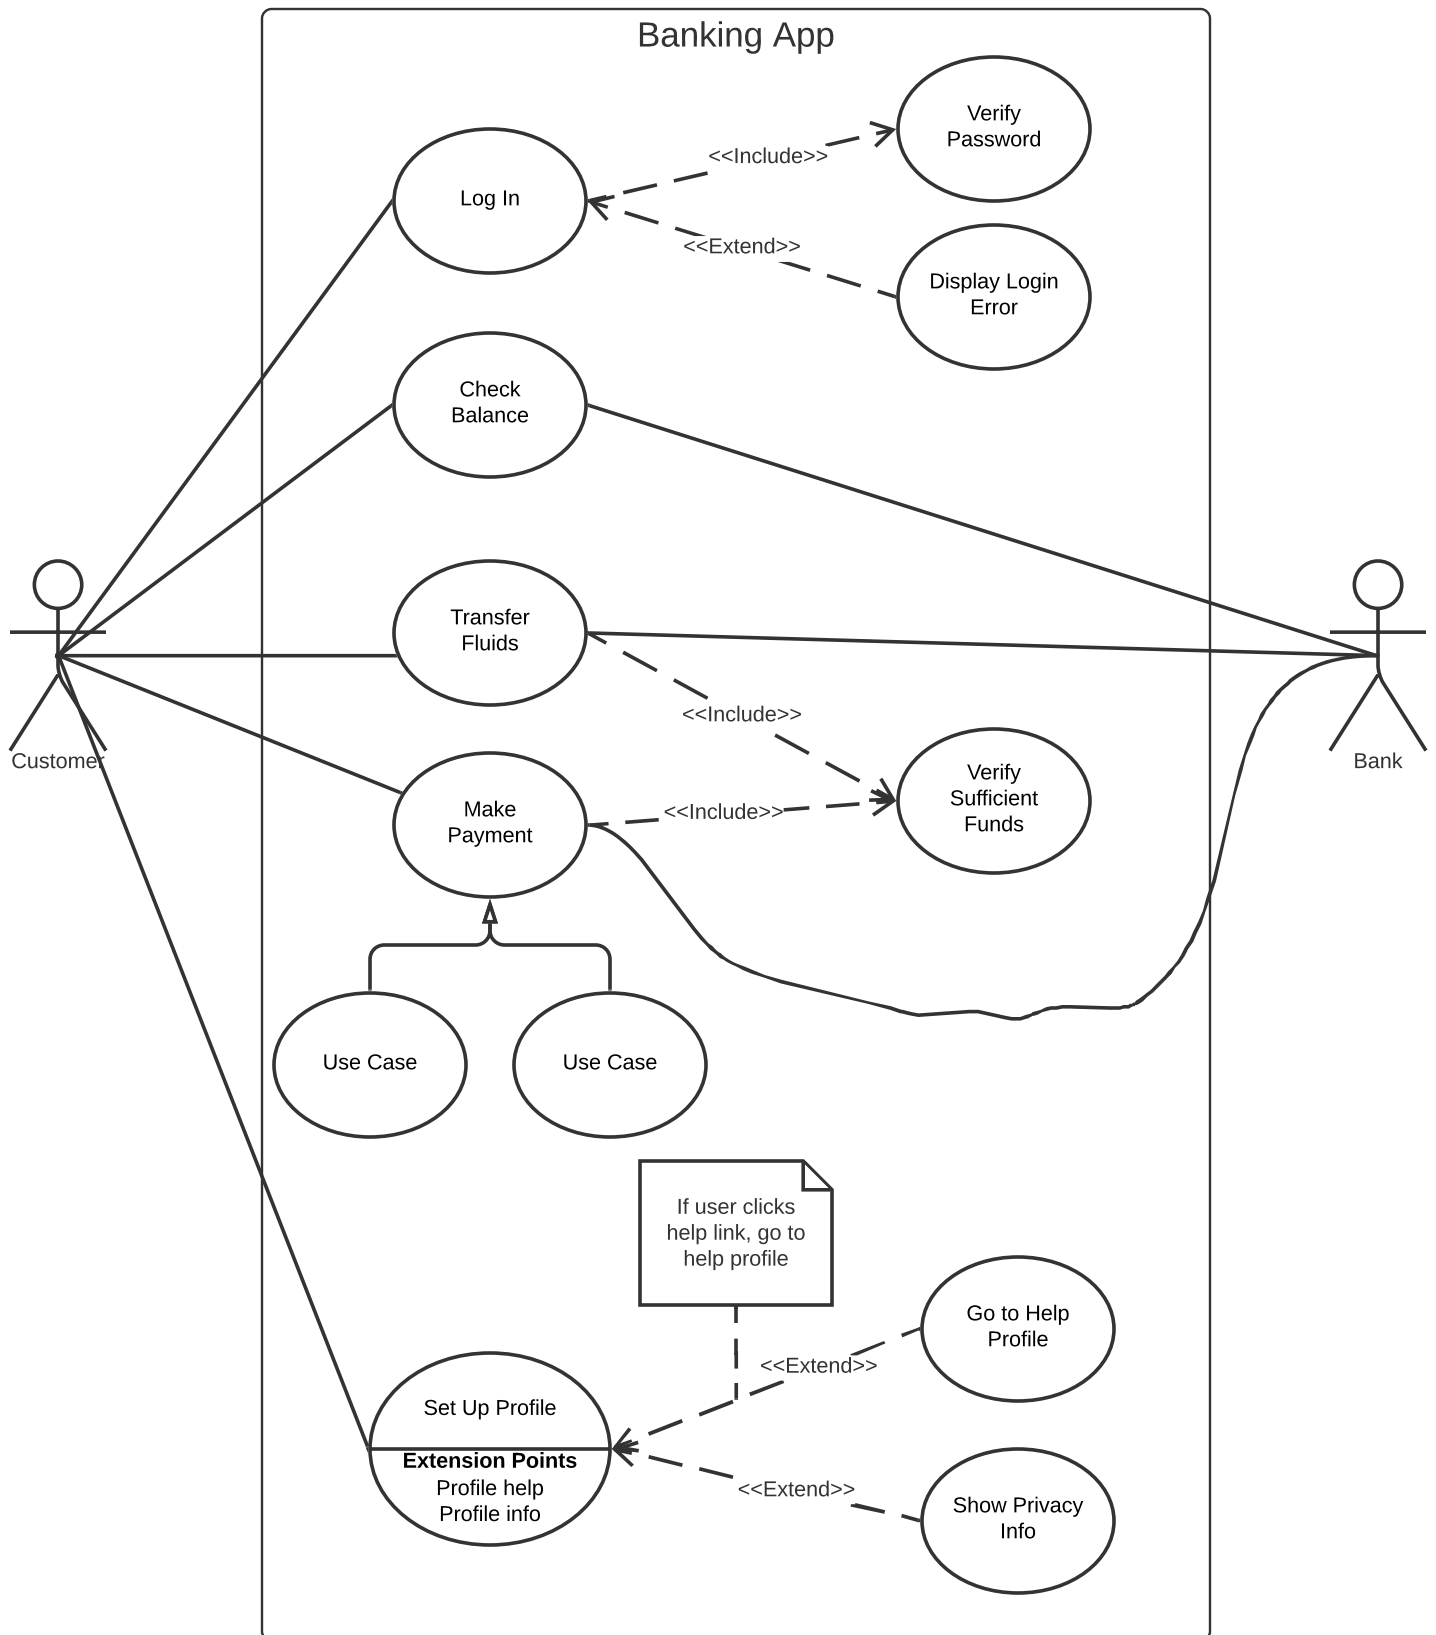 Banking App
Verify
Password
<<Include>>
Log In
<<Extend>>
Display Login
Error
Check
Balance
Transfer
Fluids
<<Include>>
Customer
Bank
Verify
Sufficient
Funds
Make
Payment
<<Include>>
Use Case
Use Case
If user clicks
help link, go to
help profile
Go to Help
Profile
<<Extend>>
Set Up Profile
Extension Points
Profile help
Profile info
<<Extend>>
Show Privacy
Info